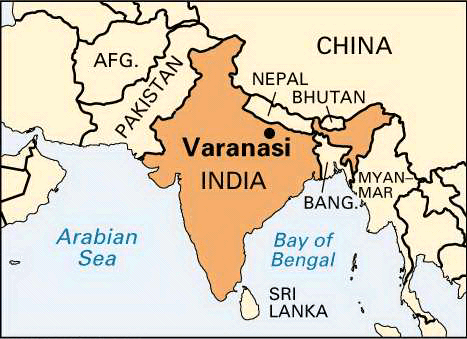 CHINA
AFG.
PAKISTAN
NEPAL
BHUTAN
Varanasi
INDIA
BANG.
MYAN–
MAR
Arabian
Sea
Bay of
Bengal
SRI
LANKA